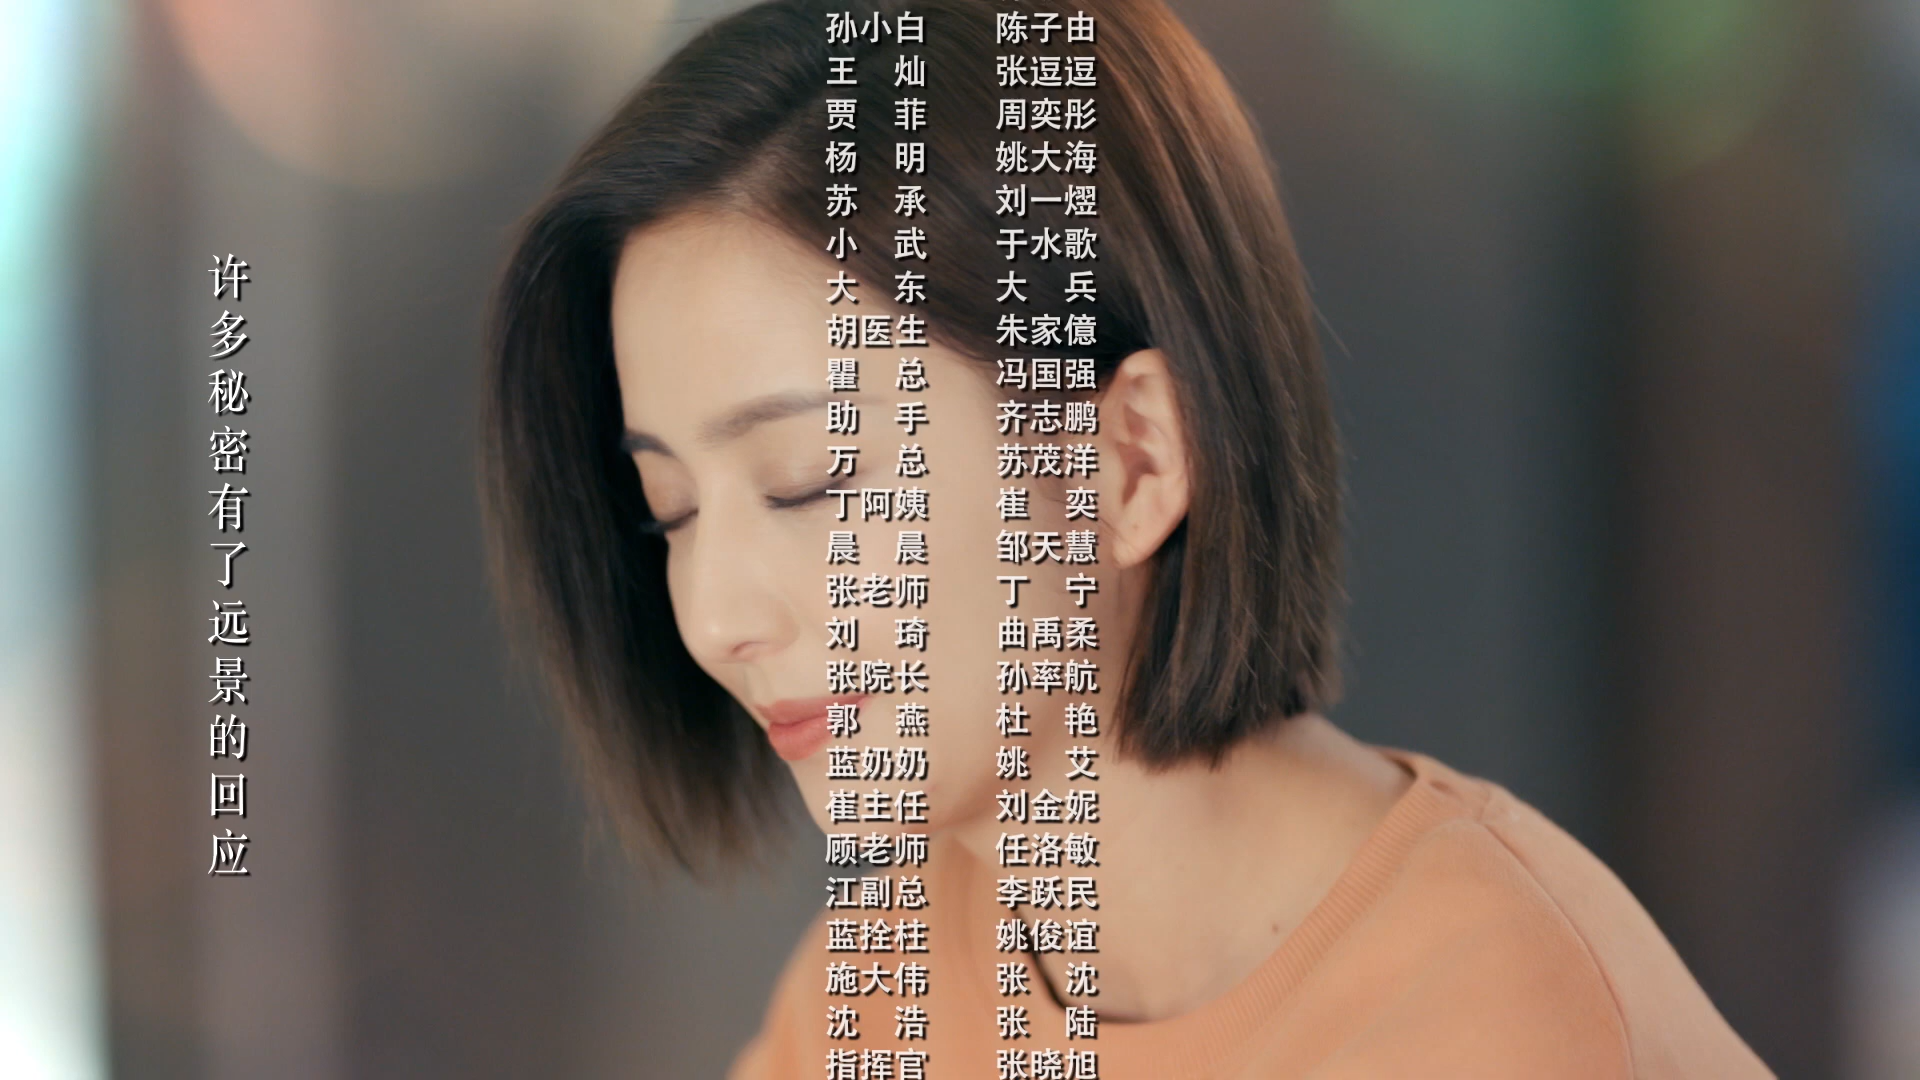 许多秘密有了远景的回应
孙小白 陈子由
王灿 张逗逗
贾菲 周奕彤
杨明 姚大海
苏承 刘一熠
小武 于水歌
大东 大兵
胡医生 朱家億
瞿总 冯国强
助手 齐志鹏
万总 苏茂洋
丁阿姨 崔奕
晨晨 邹天慧
张老师 丁宁
刘琦 曲禹柔
张院长 孙率航
郭燕 杜艳
蓝奶奶 姚艾
崔主任 刘金妮
顾老师 任洛敏
江副总 李跃民
蓝拴柱 姚俊谊
施大伟 张沈
沈浩 张陆
指挥官 张晓旭